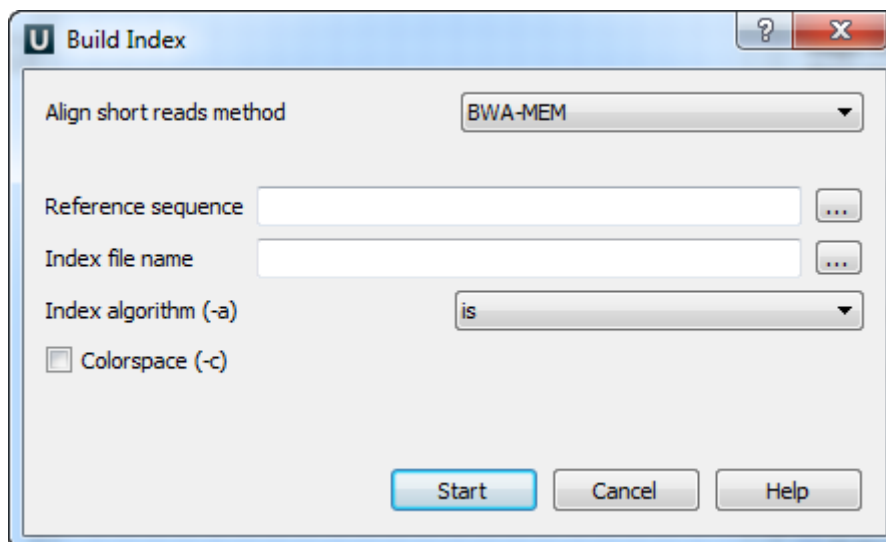 U Build Index
Align short reads method BWA-MEM
Reference sequence ...
Index file name ...
Index algorithm (-a) is
Colorspace (-c)
Start Cancel Help